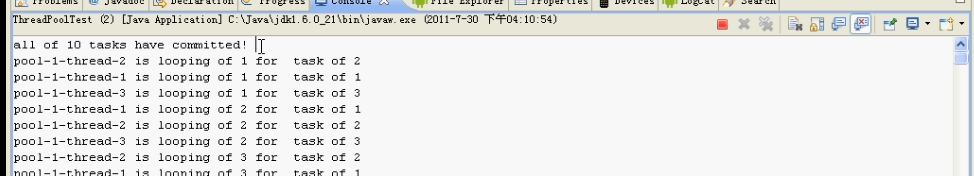 Problems @ Javadoc Declaration Progress Console File Explorer Properties Devices LogCat Search
ThreadPoolTest (2) [Java Application] C:\Java\jdk1.6.0_21\bin\javaw.exe (2011-7-30 下午04:10:54)
all of 10 tasks have committed!
pool-1-thread-2 is looping of 1 for  task of 2
pool-1-thread-1 is looping of 1 for  task of 1
pool-1-thread-3 is looping of 1 for  task of 3
pool-1-thread-1 is looping of 2 for  task of 1
pool-1-thread-2 is looping of 2 for  task of 2
pool-1-thread-3 is looping of 2 for  task of 3
pool-1-thread-2 is looping of 3 for  task of 2
pool-1-thread-1 is looping of 3 for  task of 1